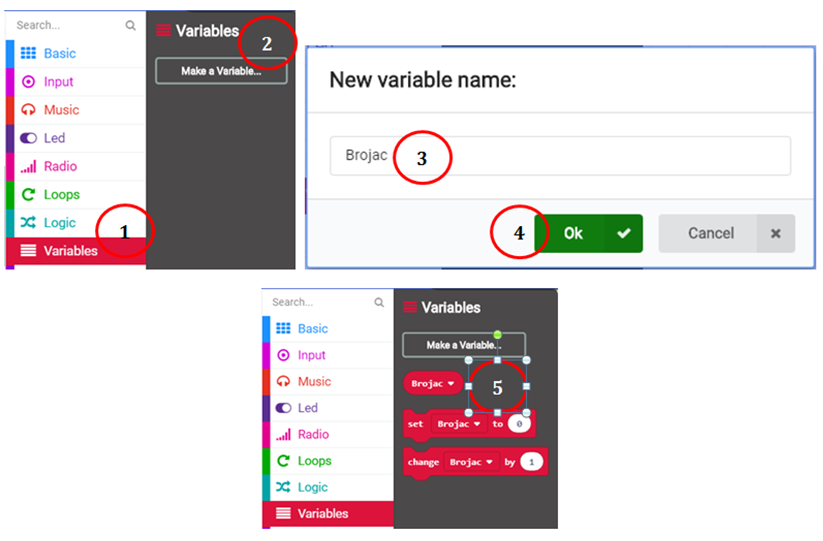 Search...
Variables
2
Make a Variable...
Basic
Input
Music
Led
Radio
Loops
Logic
1
Variables
New variable name:
Brojac
3
4
Ok
Cancel
Search...
Variables
Make a Variable...
Basic
Input
Music
Led
Radio
Loops
Logic
Variables
Brojac
5
set Brojac to 0
change Brojac by 1